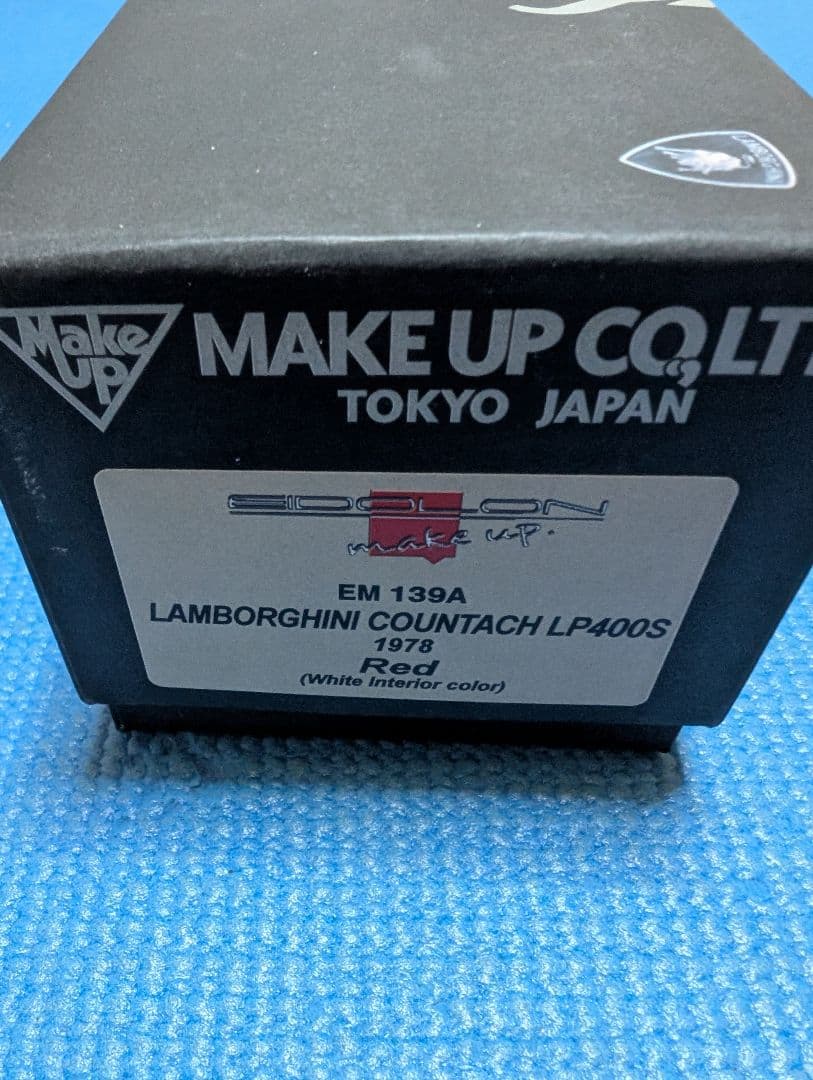 LAMBORGHINI
Make
UP
MAKE UP CO.,LT
TOKYO JAPAN
EIDOLON
make up.
EM 139A
LAMBORGHINI COUNTACH LP400S
1978
Red
(White Interior color)